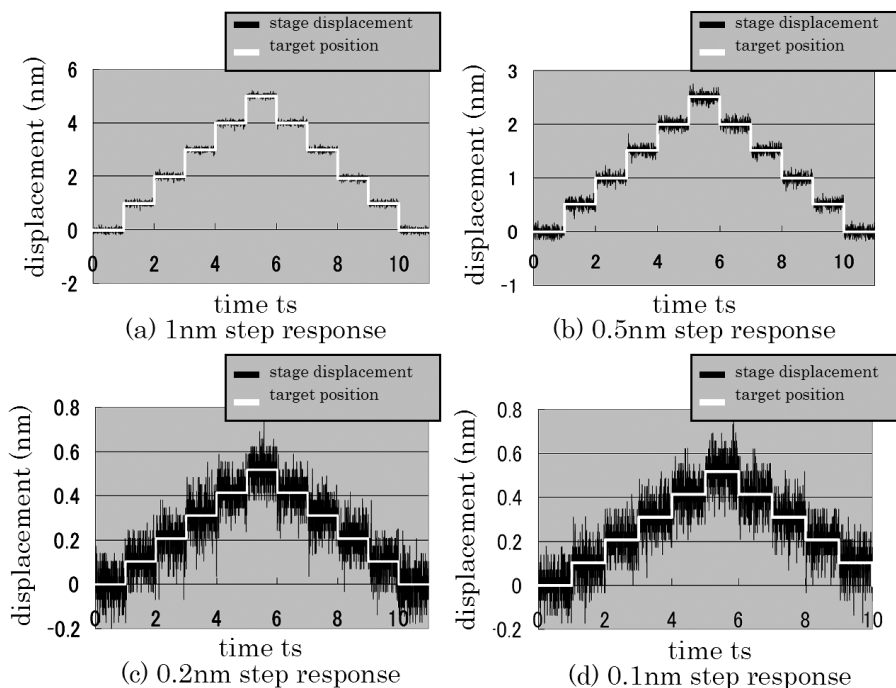 stage displacement
target position
displacement (nm)
6
4
2
0
-2
0 2 4 6 8 10
time ts
(a) 1nm step response
stage displacement
target position
displacement (nm)
3
2
1
0
-1
0 2 4 6 8 10
time ts
(b) 0.5nm step response
stage displacement
target position
displacement (nm)
0.8
0.6
0.4
0.2
0
-0.2
0 2 4 6 8 10
time ts
(c) 0.2nm step response
stage displacement
target position
displacement (nm)
0.8
0.6
0.4
0.2
0
-0.2
0 2 4 6 8 10
time ts
(d) 0.1nm step response